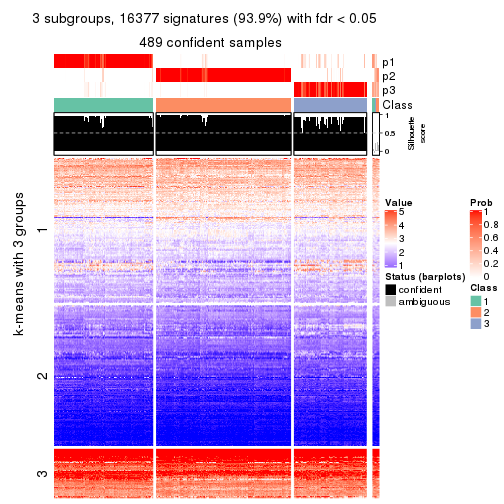 3 subgroups, 16377 signatures (93.9%) with fdr < 0.05
489 confident samples
p1
p2
p3
Class
1
0.5
0
Silhouette
score
k-means with 3 groups
1
2
3
Value
5
4
3
2
1
Status (barplots)
confident
ambiguous
Prob
1
0.8
0.6
0.4
0.2
0
Class
1
2
3